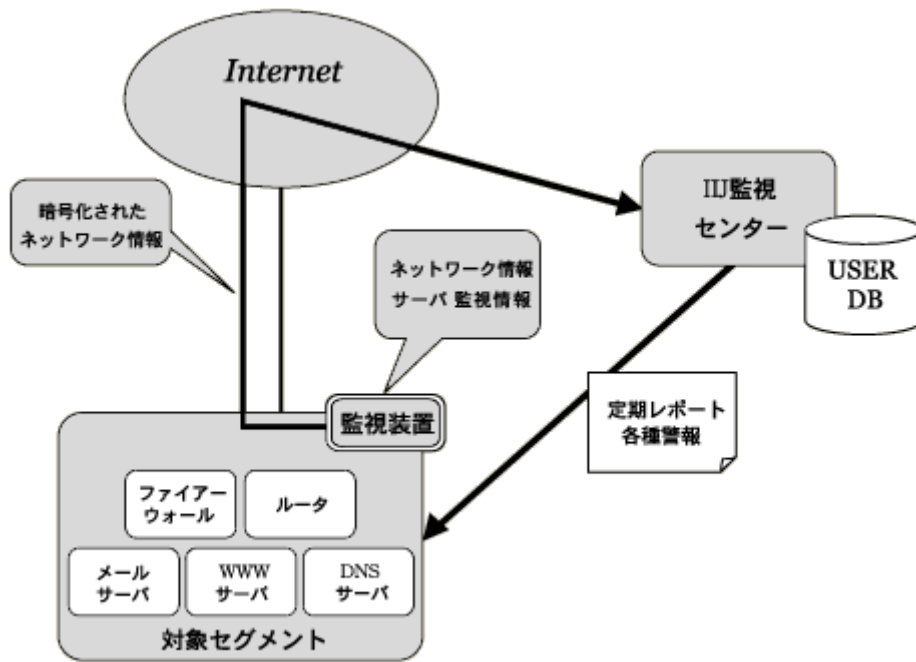 Internet
暗号化された
ネットワーク情報
IIJ監視
センター
USER
DB
ネットワーク情報
サーバ 監視情報
監視装置
定期レポート
各種警報
ファイアー
ウォール
ルータ
メール
サーバ
WWW
サーバ
DNS
サーバ
対象セグメント